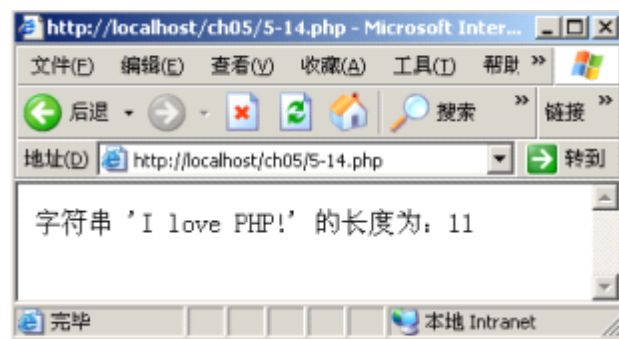 http://localhost/ch05/5-14.php - Microsoft Inter...
文件(F) 编辑(E) 查看(V) 收藏(A) 工具(T) 帮助 »
后退 搜索 » 链接 »
地址(D) http://localhost/ch05/5-14.php 转到
字符串 'I love PHP!' 的长度为: 11
完毕 本地 Intranet